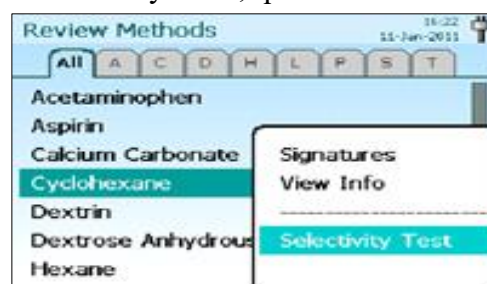 Review Methods
16:22
11-Jan-2011
All A C D H L P S T
Acetaminophen
Aspirin
Calcium Carbonate
Cyclohexane
Dextrin
Dextrose Anhydrous
Hexane
Signatures
View Info
Selectivity Test